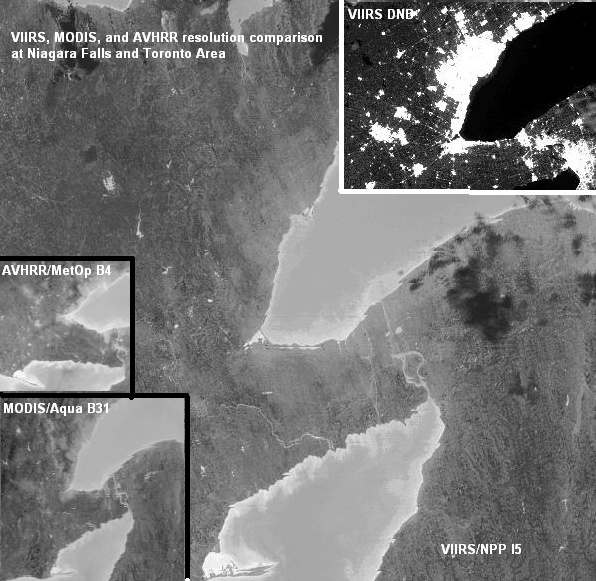 VIIRS, MODIS, and AVHRR resolution comparison
at Niagara Falls and Toronto Area
VIIRS DNB
AVHRR/MetOp B4
MODIS/Aqua B31
VIIRS/NPP I5